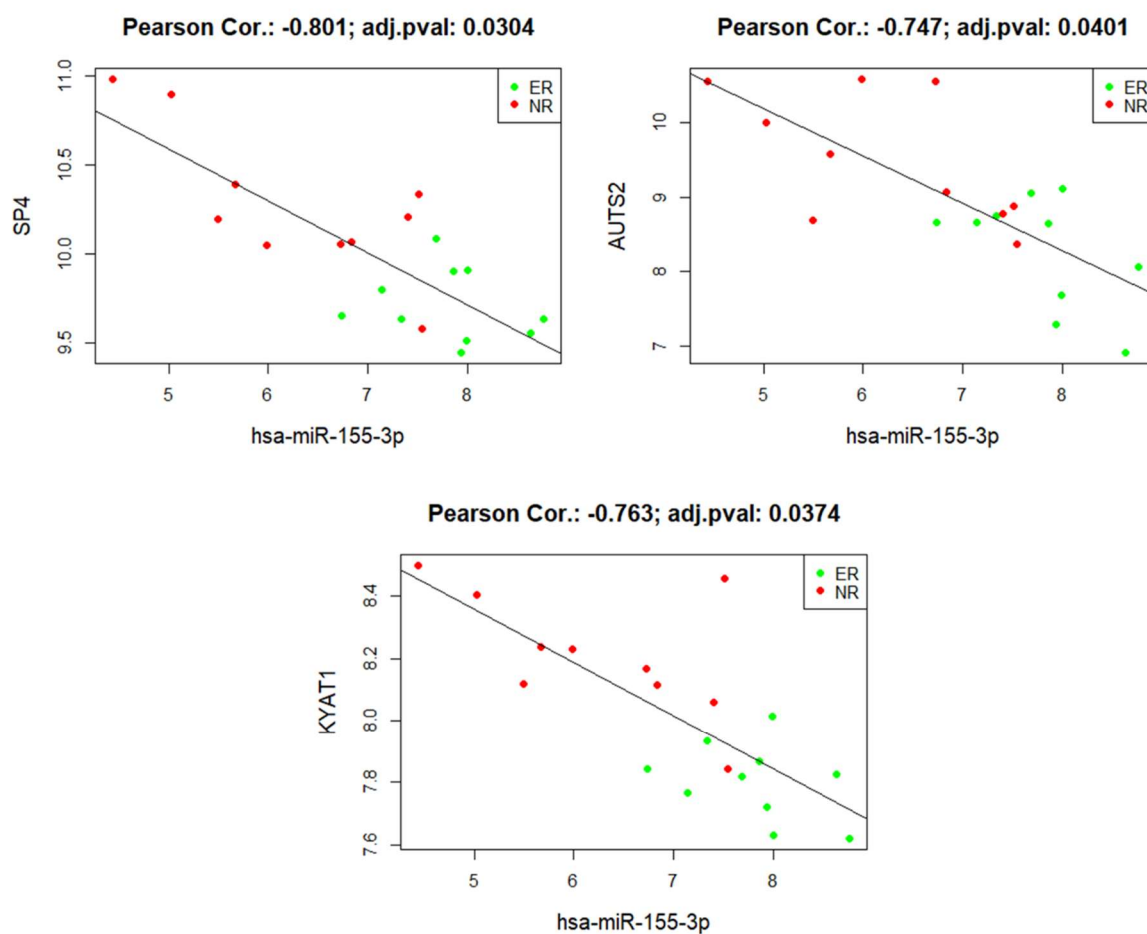 Pearson Cor.: -0.801; adj.pval: 0.0304
ER
NR
SP4
11.0
10.5
10.0
9.5
5 6 7 8
hsa-miR-155-3p
Pearson Cor.: -0.747; adj.pval: 0.0401
ER
NR
AUTS2
10
9
8
7
5 6 7 8
hsa-miR-155-3p
Pearson Cor.: -0.763; adj.pval: 0.0374
ER
NR
KYAT1
8.4
8.2
8.0
7.8
7.6
5 6 7 8
hsa-miR-155-3p